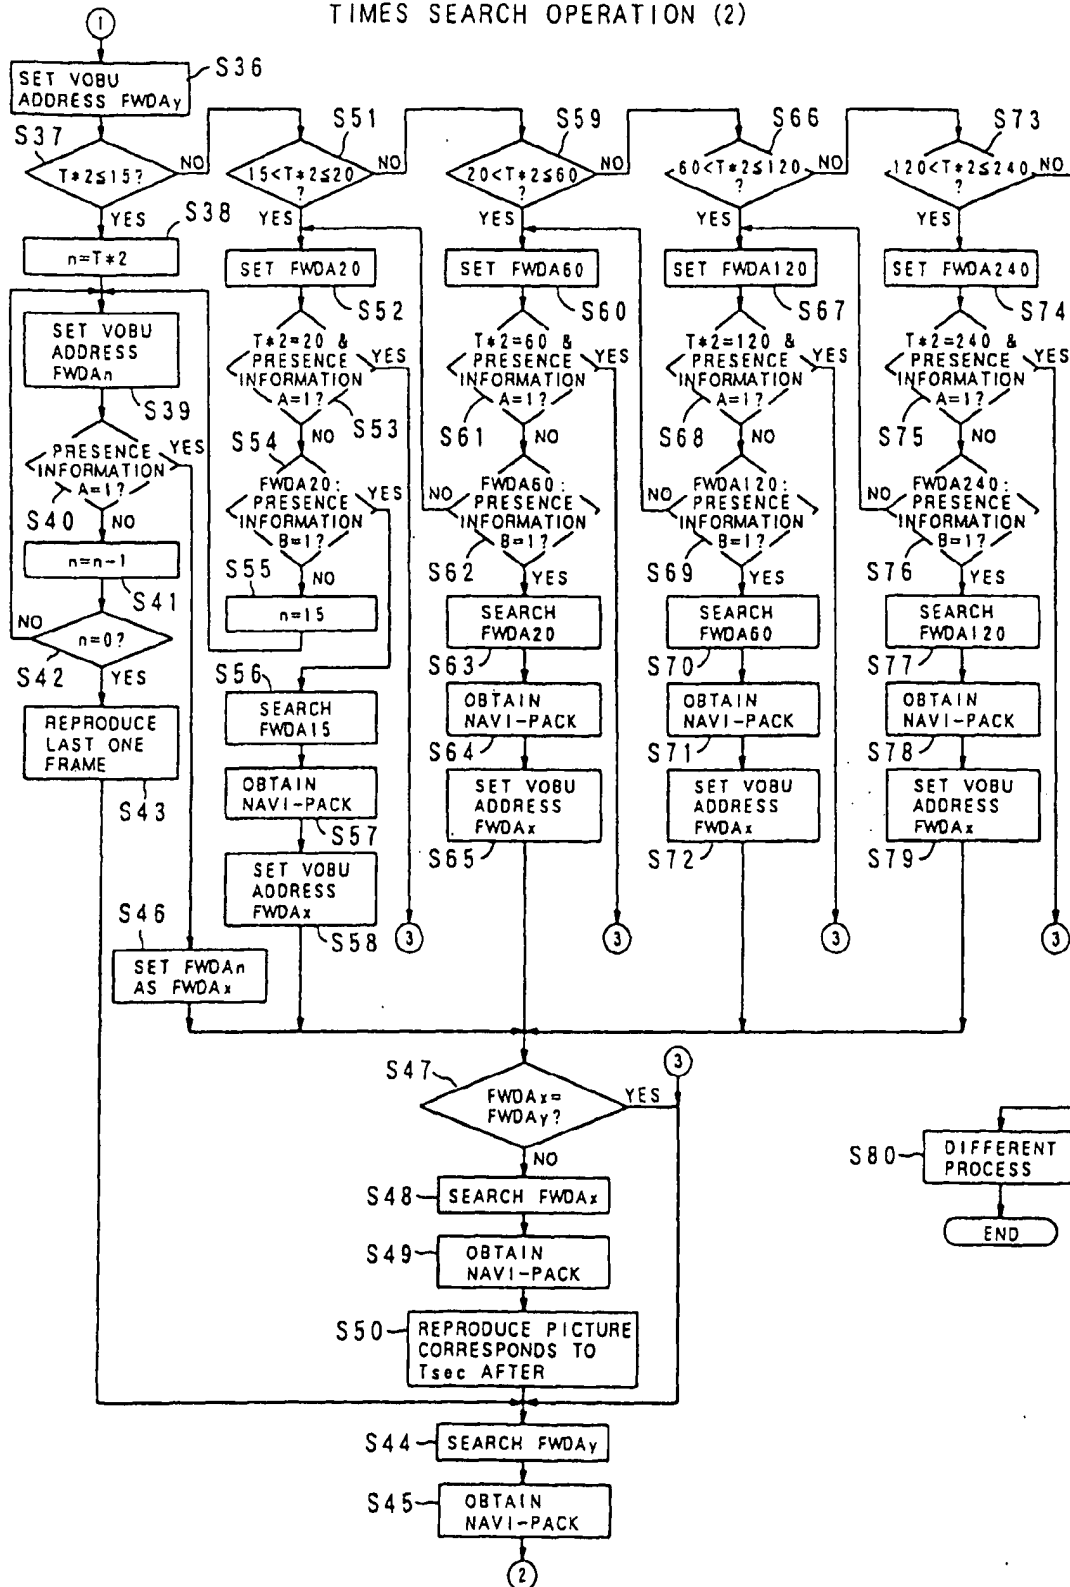 TIMES SEARCH OPERATION (2)
1
SET VOBU
ADDRESS FWDAy
S36
S37
T*2≤15?
NO
YES
S38
n=T*2
SET VOBU
ADDRESS
FWDAn
S39
PRESENCE
INFORMATION
A=1?
YES
S40
NO
n=n-1
S41
NO
n=0?
S42
YES
REPRODUCE
LAST ONE
FRAME
S43
S46
SET FWDAn
AS FWDAx
S51
15<T*2≤20
?
NO
YES
SET FWDA20
S52
T*2=20 &
PRESENCE
INFORMATION
A=1?
YES
S53
NO
S54
FWDA20:
PRESENCE
INFORMATION
B=1?
YES
S55
NO
n=15
S56
SEARCH
FWDA15
OBTAIN
NAVI-PACK
S57
SET VOBU
ADDRESS
FWDAx
S58
3
S59
20<T*2≤60
?
NO
YES
SET FWDA60
S60
T*2=60 &
PRESENCE
INFORMATION
A=1?
YES
S61
NO
FWDA60:
PRESENCE
INFORMATION
B=1?
NO
S62
YES
SEARCH
FWDA20
S63
OBTAIN
NAVI-PACK
S64
SET VOBU
ADDRESS
FWDAx
S65
3
S66
60<T*2≤120
?
NO
YES
SET FWDA120
S67
T*2=120 &
PRESENCE
INFORMATION
A=1?
YES
S68
NO
FWDA120:
PRESENCE
INFORMATION
B=1?
NO
S69
YES
SEARCH
FWDA60
S70
OBTAIN
NAVI-PACK
S71
SET VOBU
ADDRESS
FWDAx
S72
3
S73
120<T*2≤240
?
NO
YES
SET FWDA240
S74
T*2=240 &
PRESENCE
INFORMATION
A=1?
YES
S75
NO
FWDA240:
PRESENCE
INFORMATION
B=1?
NO
S76
YES
SEARCH
FWDA120
S77
OBTAIN
NAVI-PACK
S78
SET VOBU
ADDRESS
FWDAx
S79
3
S47
FWDAx=
FWDAy?
YES
3
NO
S48
SEARCH FWDAx
S49
OBTAIN
NAVI-PACK
S50
REPRODUCE PICTURE
CORRESPONDS TO
Tsec AFTER
S44
SEARCH FWDAy
S45
OBTAIN
NAVI-PACK
2
S80
DIFFERENT
PROCESS
END